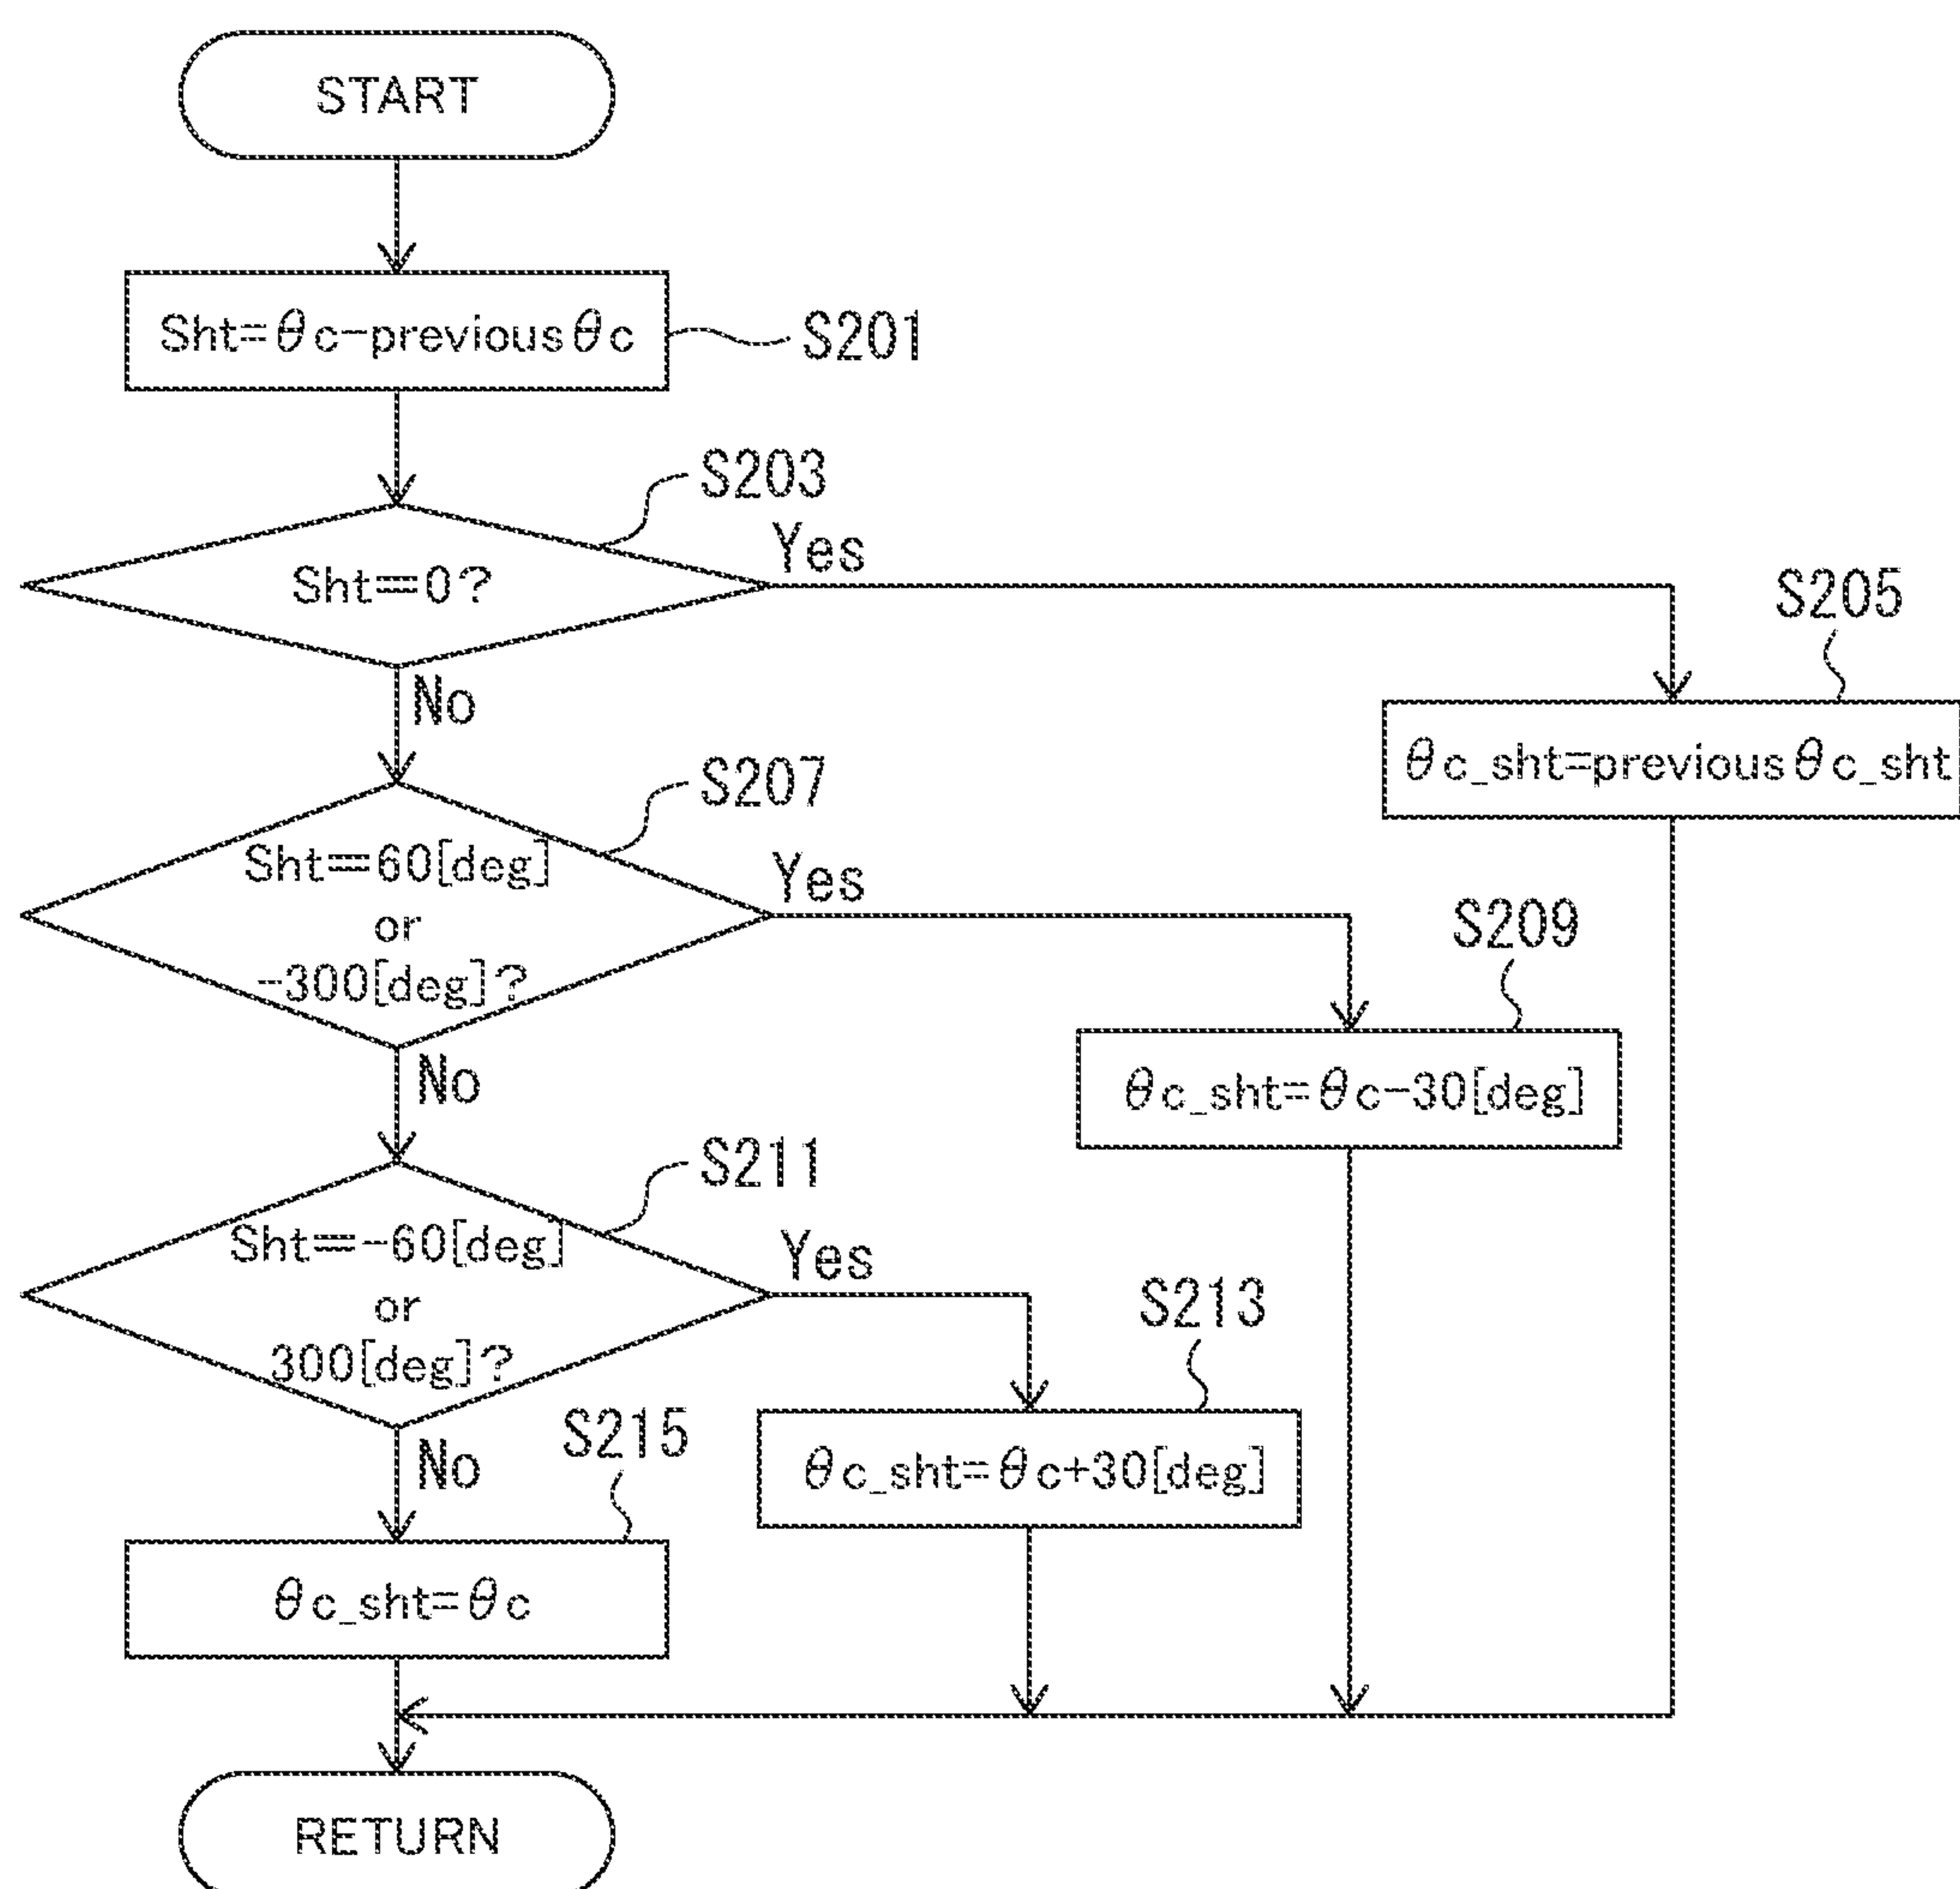 START
Sht=θc-previousθc
S201
S203
Sht==0?
Yes
S205
No
θc_sht=previousθc_sht
S207
Sht==60[deg]
or
-300[deg]?
Yes
S209
No
θc_sht=θc-30[deg]
S211
Sht==-60[deg]
or
300[deg]?
Yes
S213
S215
No
θc_sht=θc+30[deg]
θc_sht=θc
RETURN